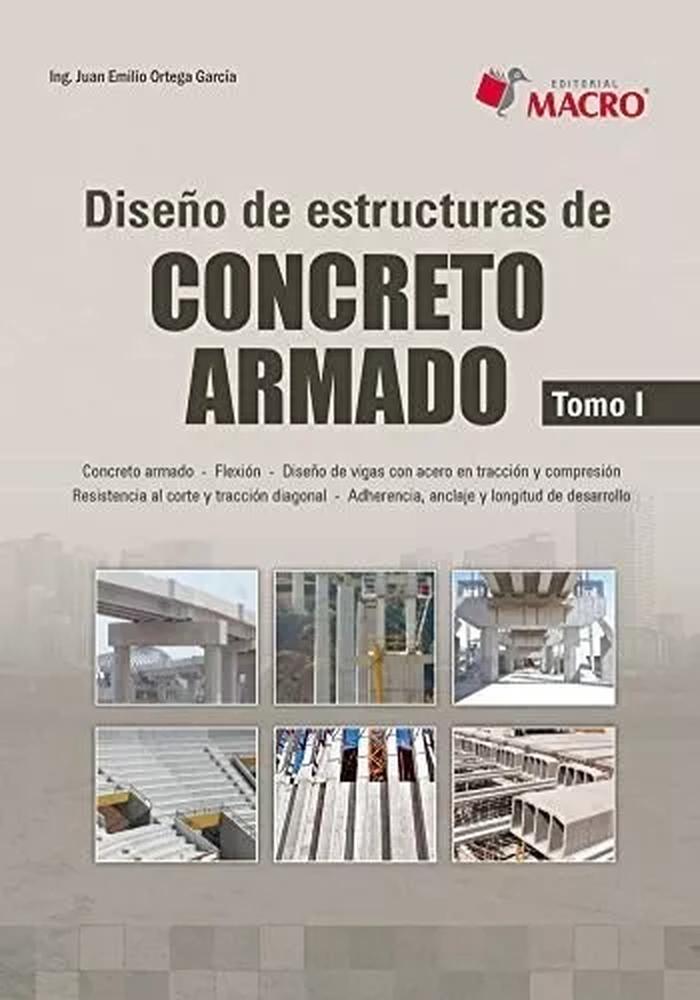 Ing. Juan Emilio Ortega García
EDITORIAL
MACRO®
Diseño de estructuras de
CONCRETO
ARMADO
Tomo I
Concreto armado - Flexión - Diseño de vigas con acero en tracción y compresión
Resistencia al corte y tracción diagonal - Adherencia, anclaje y longitud de desarrollo